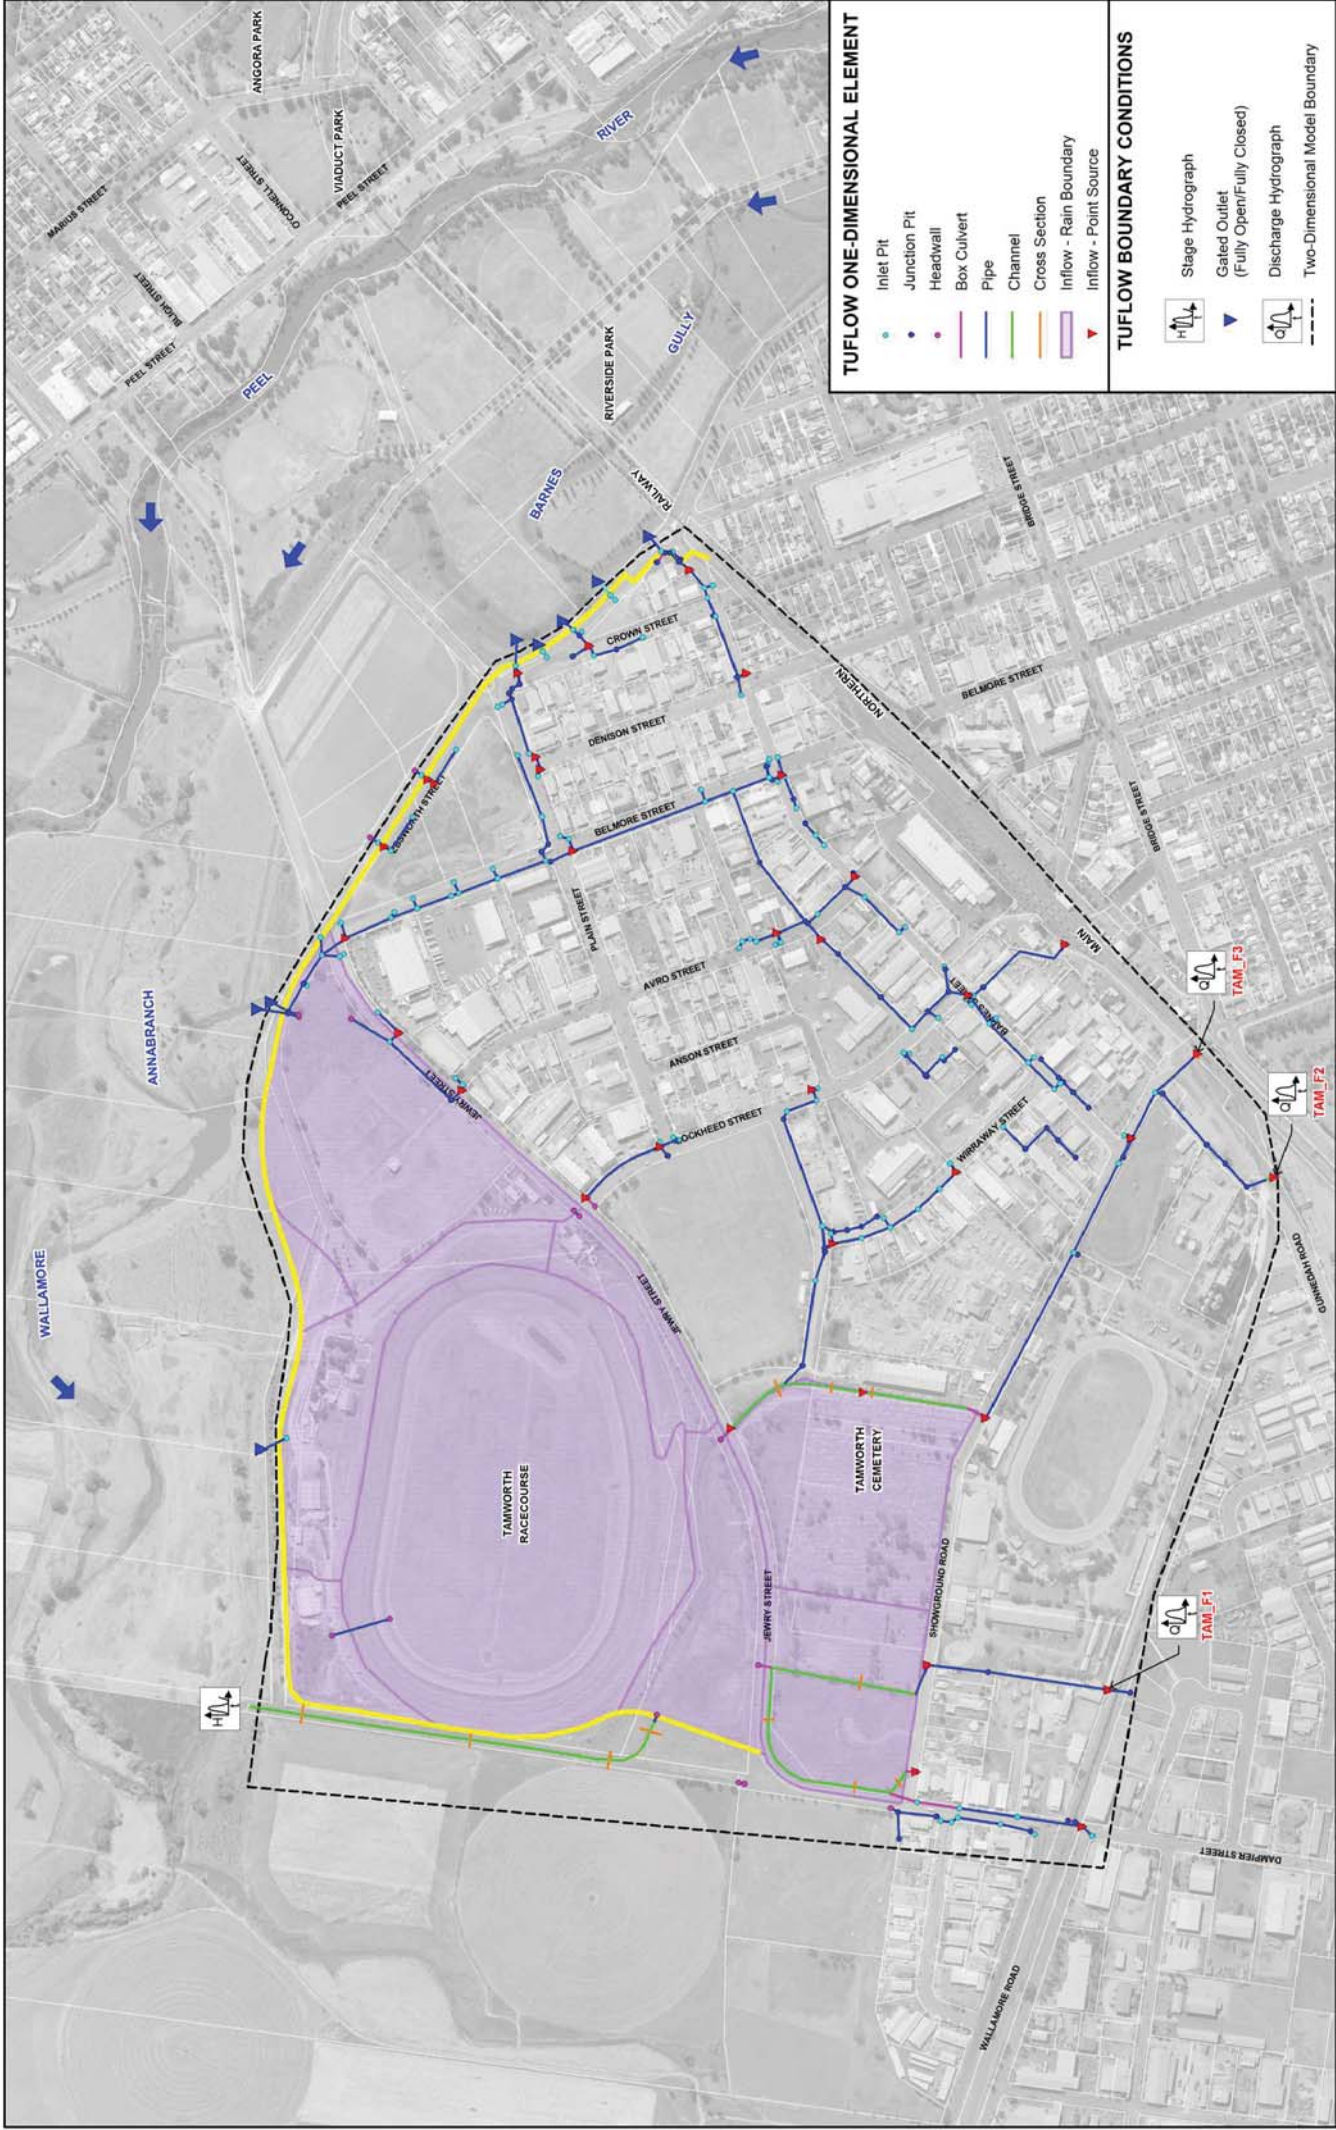 MARIUS STREET
O'CONNELL STREET
BLIGH STREET
PEEL STREET
ANGORA PARK
VIADUCT PARK
PEEL STREET
RIVER
PEEL
RIVERSIDE PARK
GULLY
BARNES
RAILWAY
CROWN STREET
DENISON STREET
BELMORE STREET
PLAIN STREET
AVRO STREET
ANSON STREET
JEWRY STREET
WIRRAWAY STREET
NORTHERN
MAIN
BRIDGE STREET
BELMORE STREET
BRIDGE STREET
ANNABRANCH
WALLAMORE
JEWRY STREET
TAMWORTH
RACECOURSE
TAMWORTH
CEMETERY
JEWRY STREET
SHOWGROUND ROAD
GUNNEDAH ROAD
DAMPIER STREET
WALLAMORE ROAD
H
t
Q
t
TAM_F1
Q
t
TAM_F2
Q
t
TAM_F3
TUFLOW ONE-DIMENSIONAL ELEMENT
Inlet Pit
Junction Pit
Headwall
Box Culvert
Pipe
Channel
Cross Section
Inflow - Rain Boundary
Inflow - Point Source
TUFLOW BOUNDARY CONDITIONS
H
t
Stage Hydrograph
Gated Outlet
(Fully Open/Fully Closed)
Q
t
Discharge Hydrograph
Two-Dimensional Model Boundary